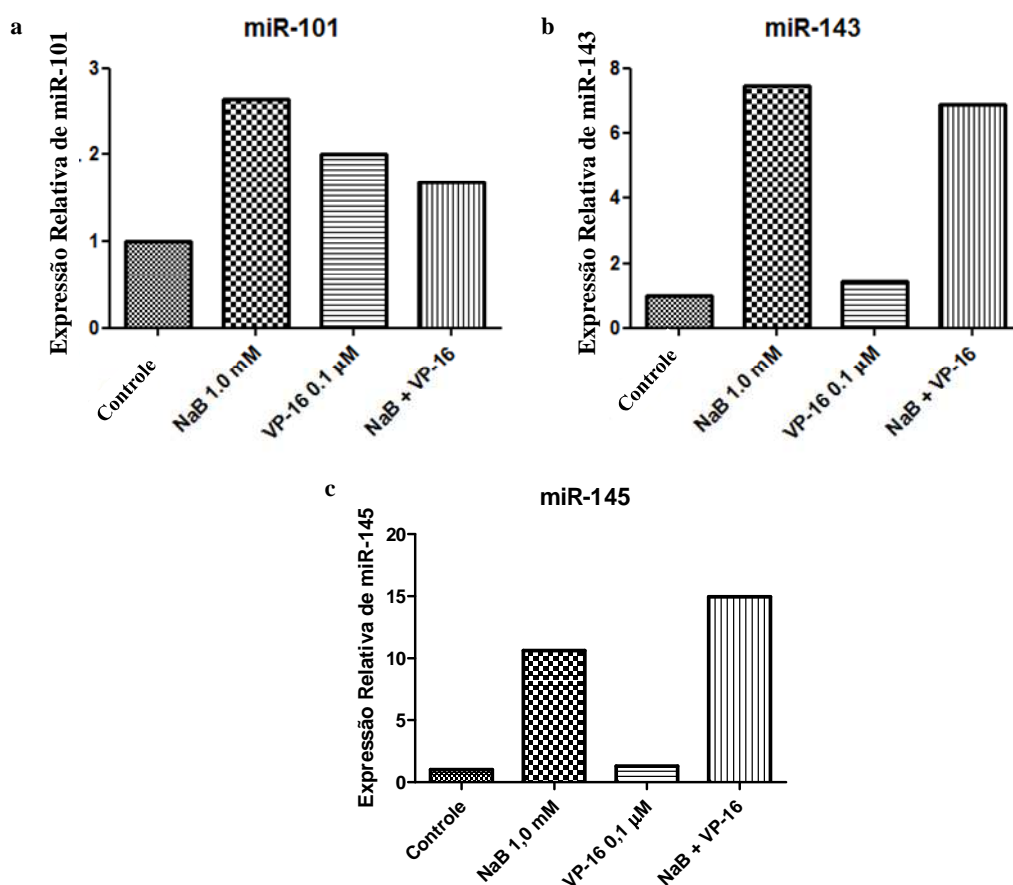 a
miR-101
Expressão Relativa de miR-101
3
2
1
0
Controle
NaB 1.0 mM
VP-16 0.1 µM
NaB + VP-16
b
miR-143
Expressão Relativa de miR-143
8
6
4
2
0
Controle
NaB 1.0 mM
VP-16 0.1 µM
NaB + VP-16
c
miR-145
Expressão Relativa de miR-145
20
15
10
5
0
Controle
NaB 1,0 mM
VP-16 0,1 µM
NaB + VP-16